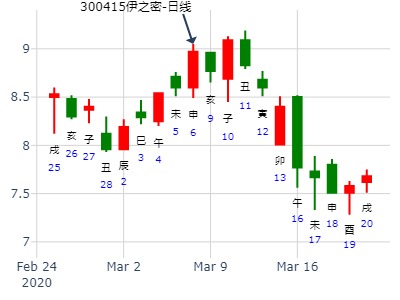 300415伊之密-日线
9
8.5
8
7.5
7
戌
25
亥
26
子
27
丑
28
辰
2
巳
3
午
4
未
5
申
6
亥
9
子
10
丑
11
寅
12
卯
13
午
16
未
17
申
18
酉
19
戌
20
Feb 24
2020
Mar 2
Mar 9
Mar 16